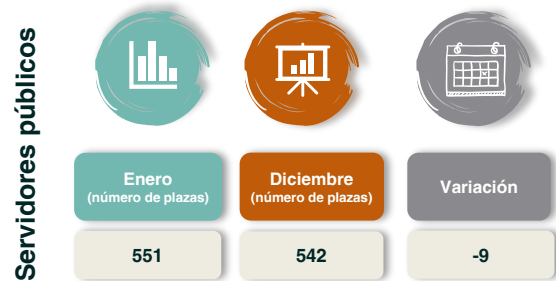 Servidores públicos
Enero
(número de plazas)
Diciembre
(número de plazas)
Variación
551
542
-9